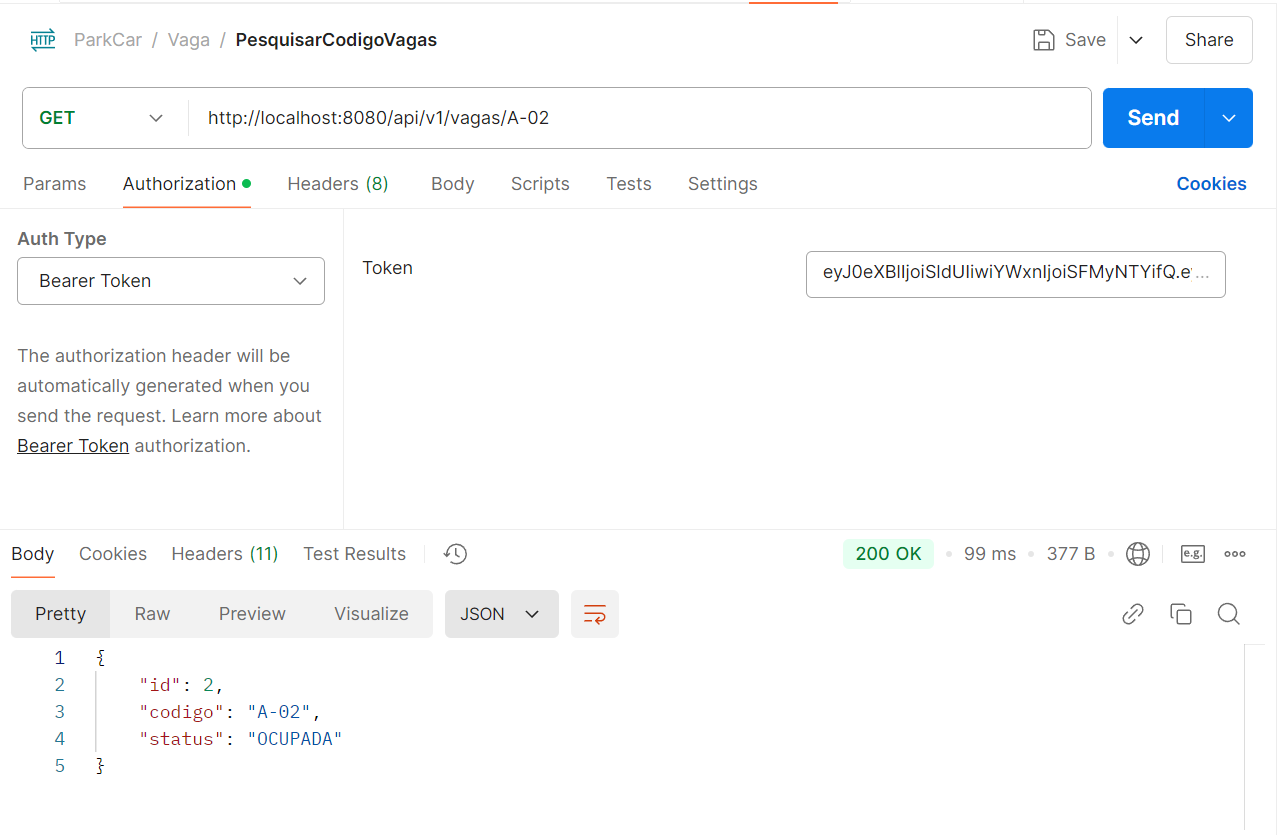 HTTP ParkCar / Vaga / PesquisarCodigoVagas Save Share
GET http://localhost:8080/api/v1/vagas/A-02 Send
Params Authorization Headers (8) Body Scripts Tests Settings Cookies
Auth Type
Bearer Token
Token
The authorization header will be
automatically generated when you
send the request. Learn more about
Bearer Token authorization.
Body Cookies Headers (11) Test Results 200 OK • 99 ms • 377 B • e.g.
Pretty Raw Preview Visualize JSON
1 {
2 "id": 2,
3 "codigo": "A-02",
4 "status": "OCUPADA"
5 }